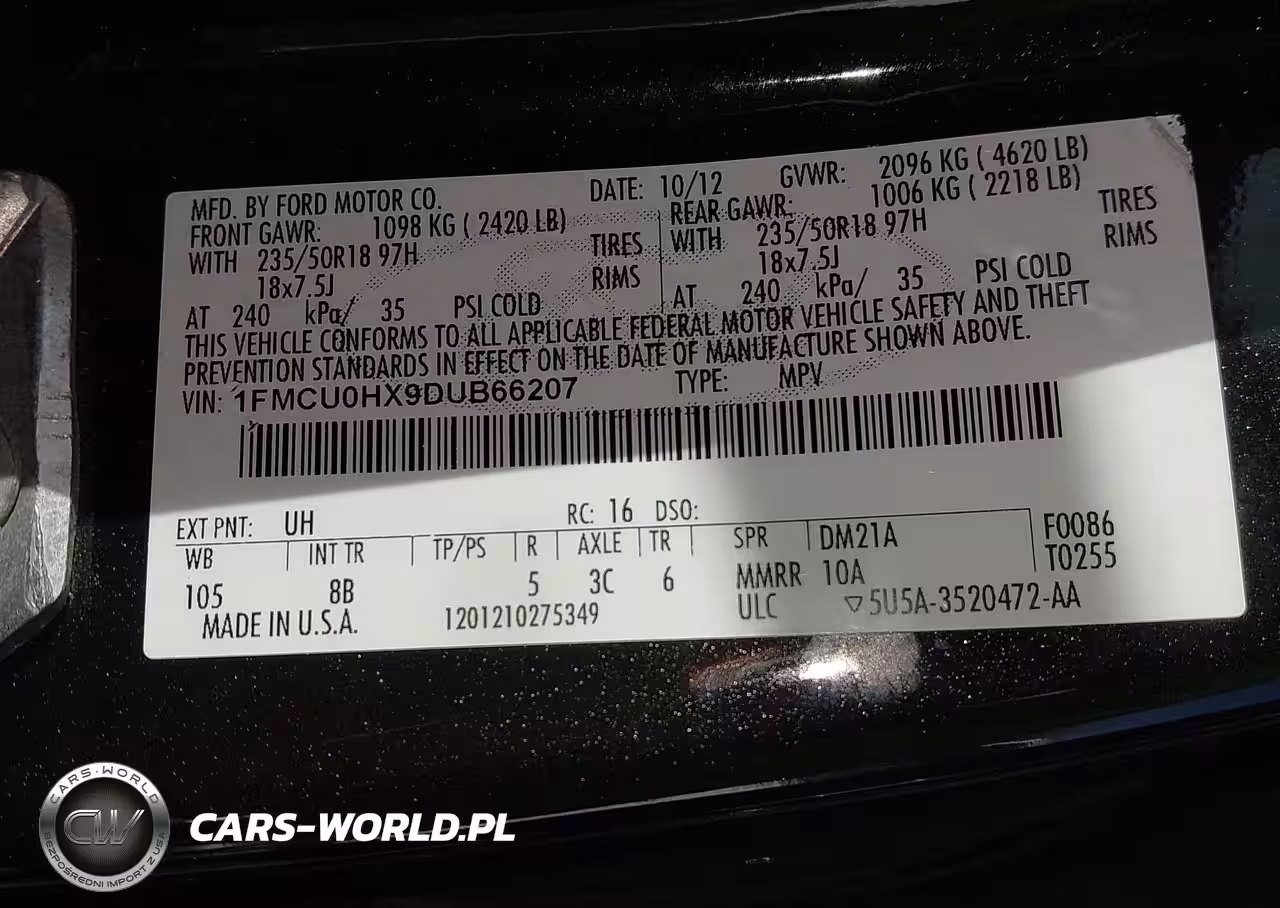 MFD. BY FORD MOTOR CO. DATE: 10/12 GVWR: 2096 KG ( 4620 LB)
FRONT GAWR: 1098 KG ( 2420 LB) REAR GAWR: 1006 KG ( 2218 LB)
WITH 235/50R18 97H TIRES WITH 235/50R18 97H TIRES
18x7.5J RIMS 18x7.5J RIMS
AT 240 kPa/ 35 PSI COLD AT 240 kPa/ 35 PSI COLD
THIS VEHICLE CONFORMS TO ALL APPLICABLE FEDERAL MOTOR VEHICLE SAFETY AND THEFT
PREVENTION STANDARDS IN EFFECT ON THE DATE OF MANUFACTURE SHOWN ABOVE.
VIN: 1FMCU0HX9DUB66207 TYPE: MPV
EXT PNT: UH RC: 16 DSO:
WB INT TR TP/PS R AXLE TR SPR DM21A F0086
105 8B 5 3C 6 MMRR 10A T0255
MADE IN U.S.A. 1201210275349 ULC ▽5U5A-3520472-AA
CARS-WORLD
CW
BEZPOŚREDNI IMPORT Z USA
CARS-WORLD.PL